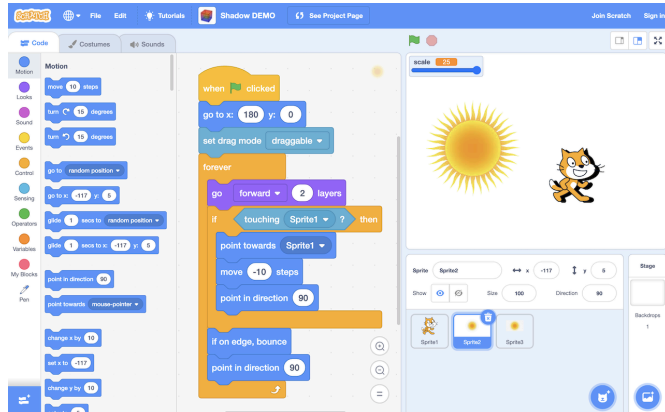 SCRATCH File Edit Tutorials Shadow DEMO See Project Page Join Scratch Sign in
Code Costumes Sounds
Motion
Looks
Sound
Events
Control
Sensing
Operators
Variables
My Blocks
Pen
Motion
move 10 steps
turn 15 degrees
turn 15 degrees
go to random position
go to x: -117 y: 5
glide 1 secs to random position
glide 1 secs to x: -117 y: 5
point in direction 90
point towards mouse-pointer
change x by 10
set x to -117
change y by 10
when clicked
go to x: 180 y: 0
set drag mode draggable
forever
go forward 2 layers
if touching Sprite1 ? then
point towards Sprite1
move -10 steps
point in direction 90
if on edge, bounce
point in direction 90
scale 25
Sprite Sprite2 x -117 y 5
Show Size 100 Direction 90
Sprite1 Sprite2 Sprite3
Stage
Backdrops
1